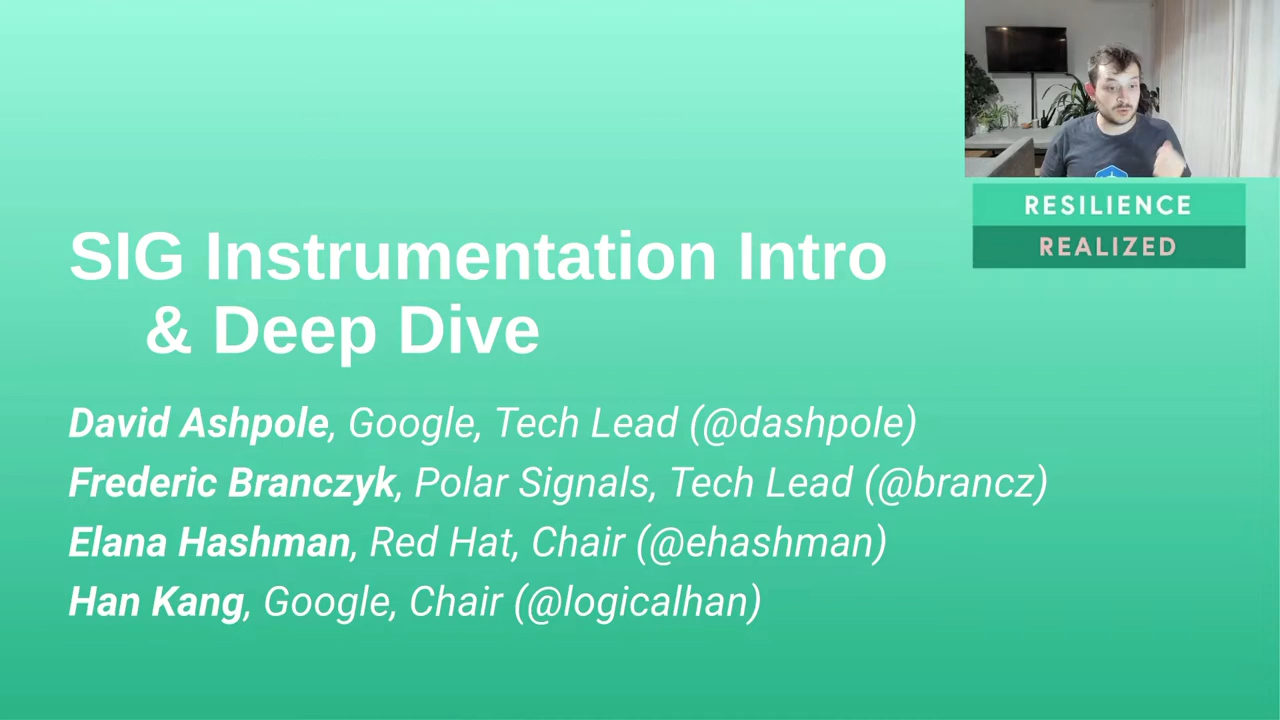 RESILIENCE
REALIZED
SIG Instrumentation Intro
& Deep Dive
David Ashpole, Google, Tech Lead (@dashpole)
Frederic Branczyk, Polar Signals, Tech Lead (@brancz)
Elana Hashman, Red Hat, Chair (@ehashman)
Han Kang, Google, Chair (@logicalhan)